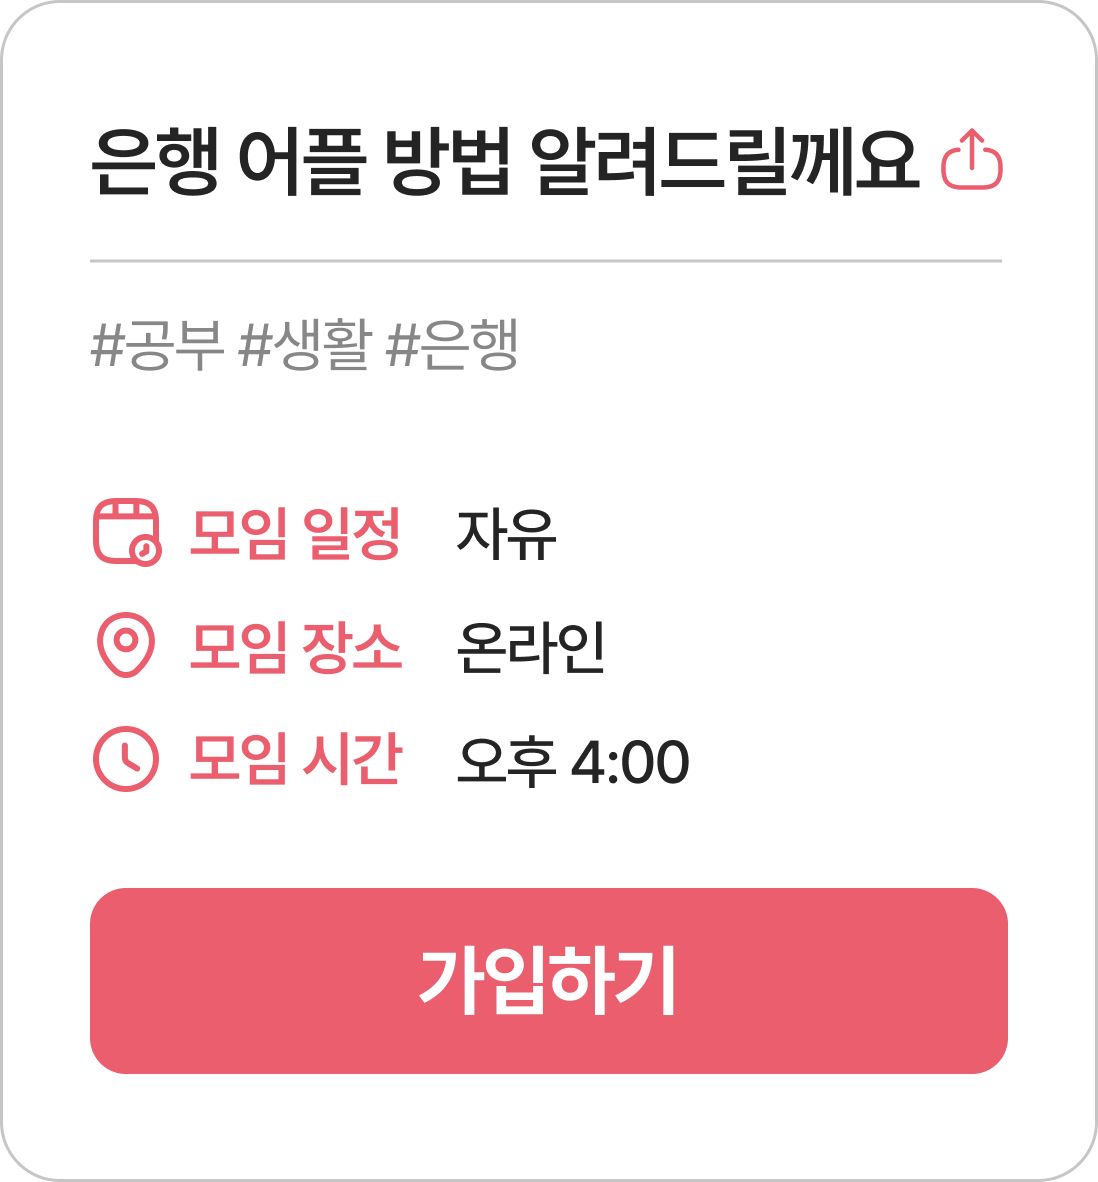 은행 어플 방법 알려드릴께요
#공부 #생활 #은행
모임 일정 자유
모임 장소 온라인
모임 시간 오후 4:00
가입하기